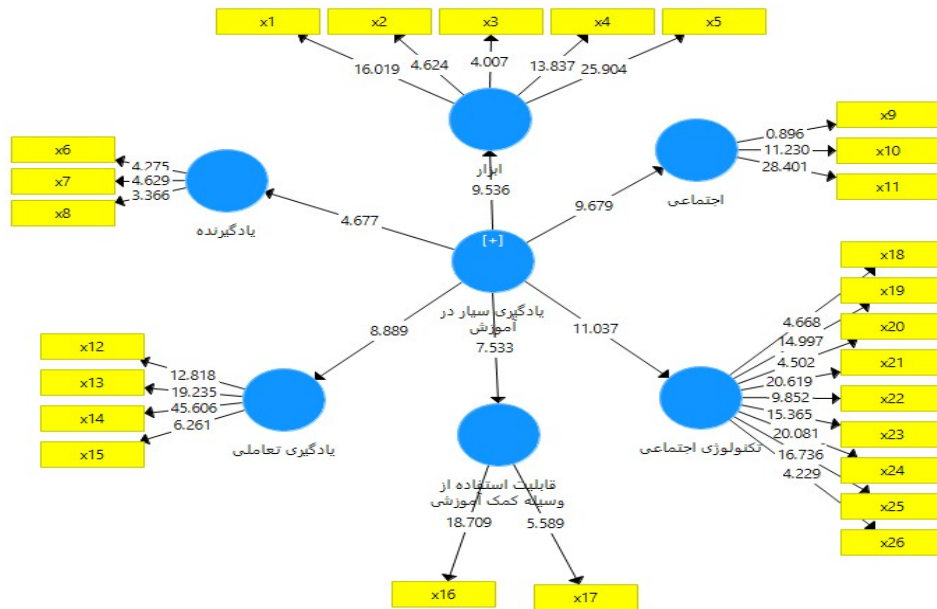 x1
x2
x3
x4
x5
16.019
4.624
4.007
13.837
25.904
ابزار
9.536
x6
x7
x8
4.275
4.629
3.366
یادگیرنده
4.677
x9
x10
x11
0.896
11.230
28.401
اجتماعی
9.679
[+]
یادگیری سیار در
آموزش
7.533
8.889
11.037
x12
x13
x14
x15
12.818
19.235
45.606
6.261
یادگیری تعاملی
x18
x19
x20
x21
x22
x23
x24
x25
x26
4.668
14.997
4.502
20.619
9.852
15.365
20.081
16.736
4.229
تکنولوژی اجتماعی
قابلیت استفاده از
وسیله کمک آموزشی
18.709
5.589
x16
x17